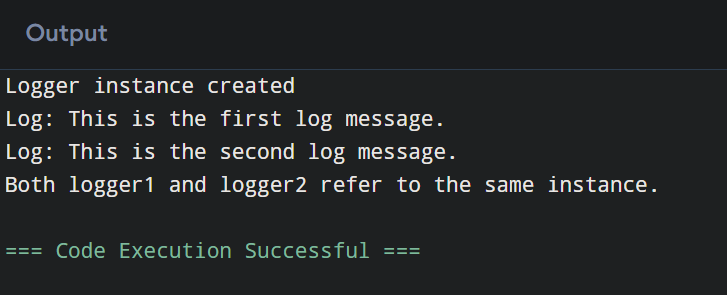 Output
Logger instance created
Log: This is the first log message.
Log: This is the second log message.
Both logger1 and logger2 refer to the same instance.
=== Code Execution Successful ===